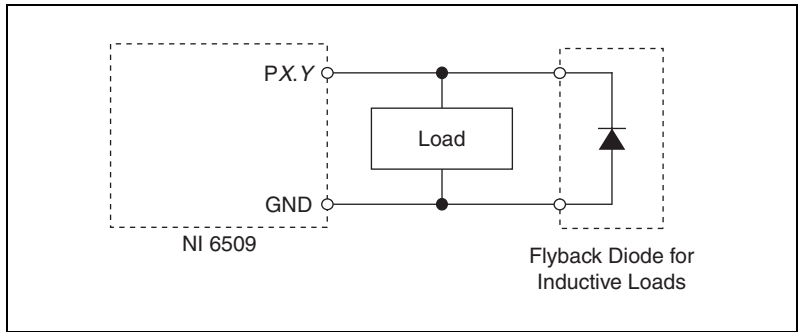 PX.Y
Load
GND
NI 6509
Flyback Diode for
Inductive Loads